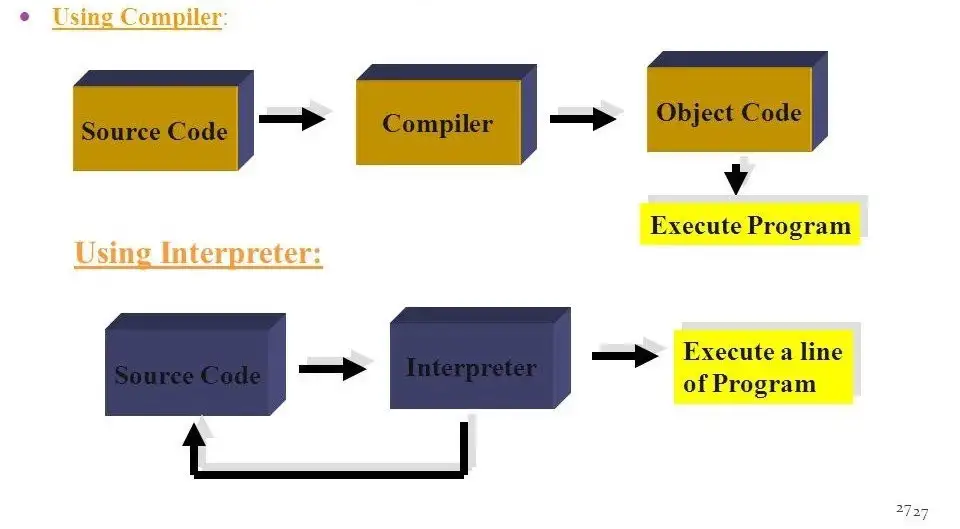 • Using Compiler:
Source Code
Compiler
Object Code
Execute Program
Using Interpreter:
Source Code
Interpreter
Execute a line
of Program
27 27